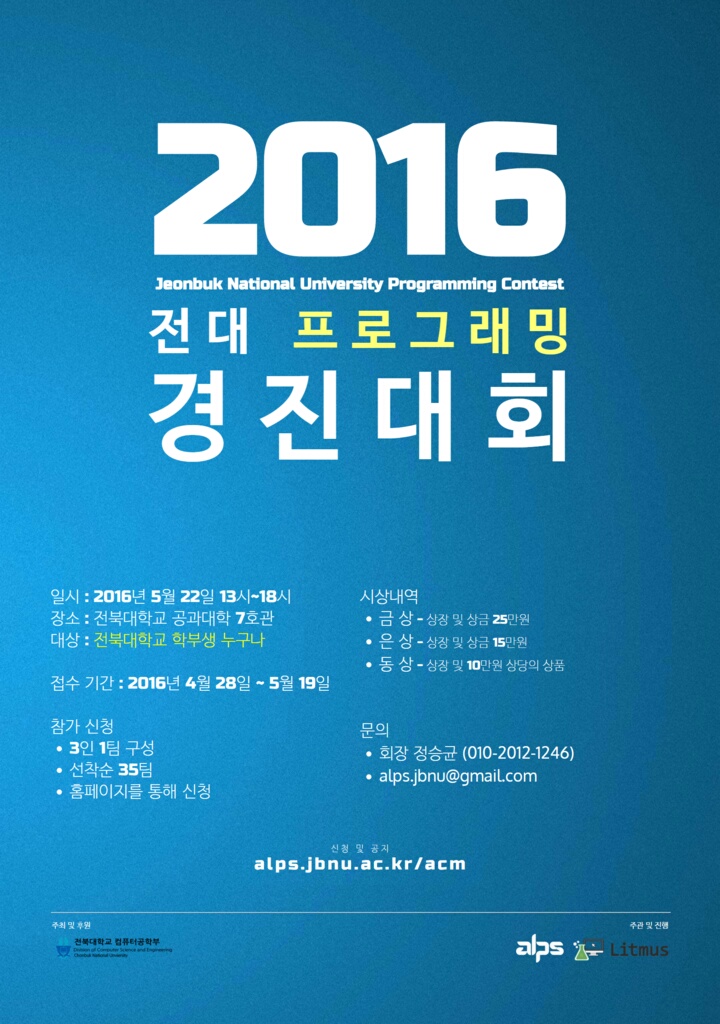 2016
Jeonbuk National University Programming Contest
전대 프로그래밍
경진대회
일시 : 2016년 5월 22일 13시~18시
장소 : 전북대학교 공과대학 7호관
대상 : 전북대학교 학부생 누구나
접수 기간 : 2016년 4월 28일 ~ 5월 19일
참가 신청
• 3인 1팀 구성
• 선착순 35팀
• 홈페이지를 통해 신청
시상내역
• 금 상 - 상장 및 상금 25만원
• 은 상 - 상장 및 상금 15만원
• 동 상 - 상장 및 10만원 상당의 상품
문의
• 회장 정승균 (010-2012-1246)
• alps.jbnu@gmail.com
신청 및 공지
alps.jbnu.ac.kr/acm
주최 및 후원
전북대학교 컴퓨터공학부
Division of Computer Science and Engineering
Chonbuk National University
주관 및 진행
alps
Litmus